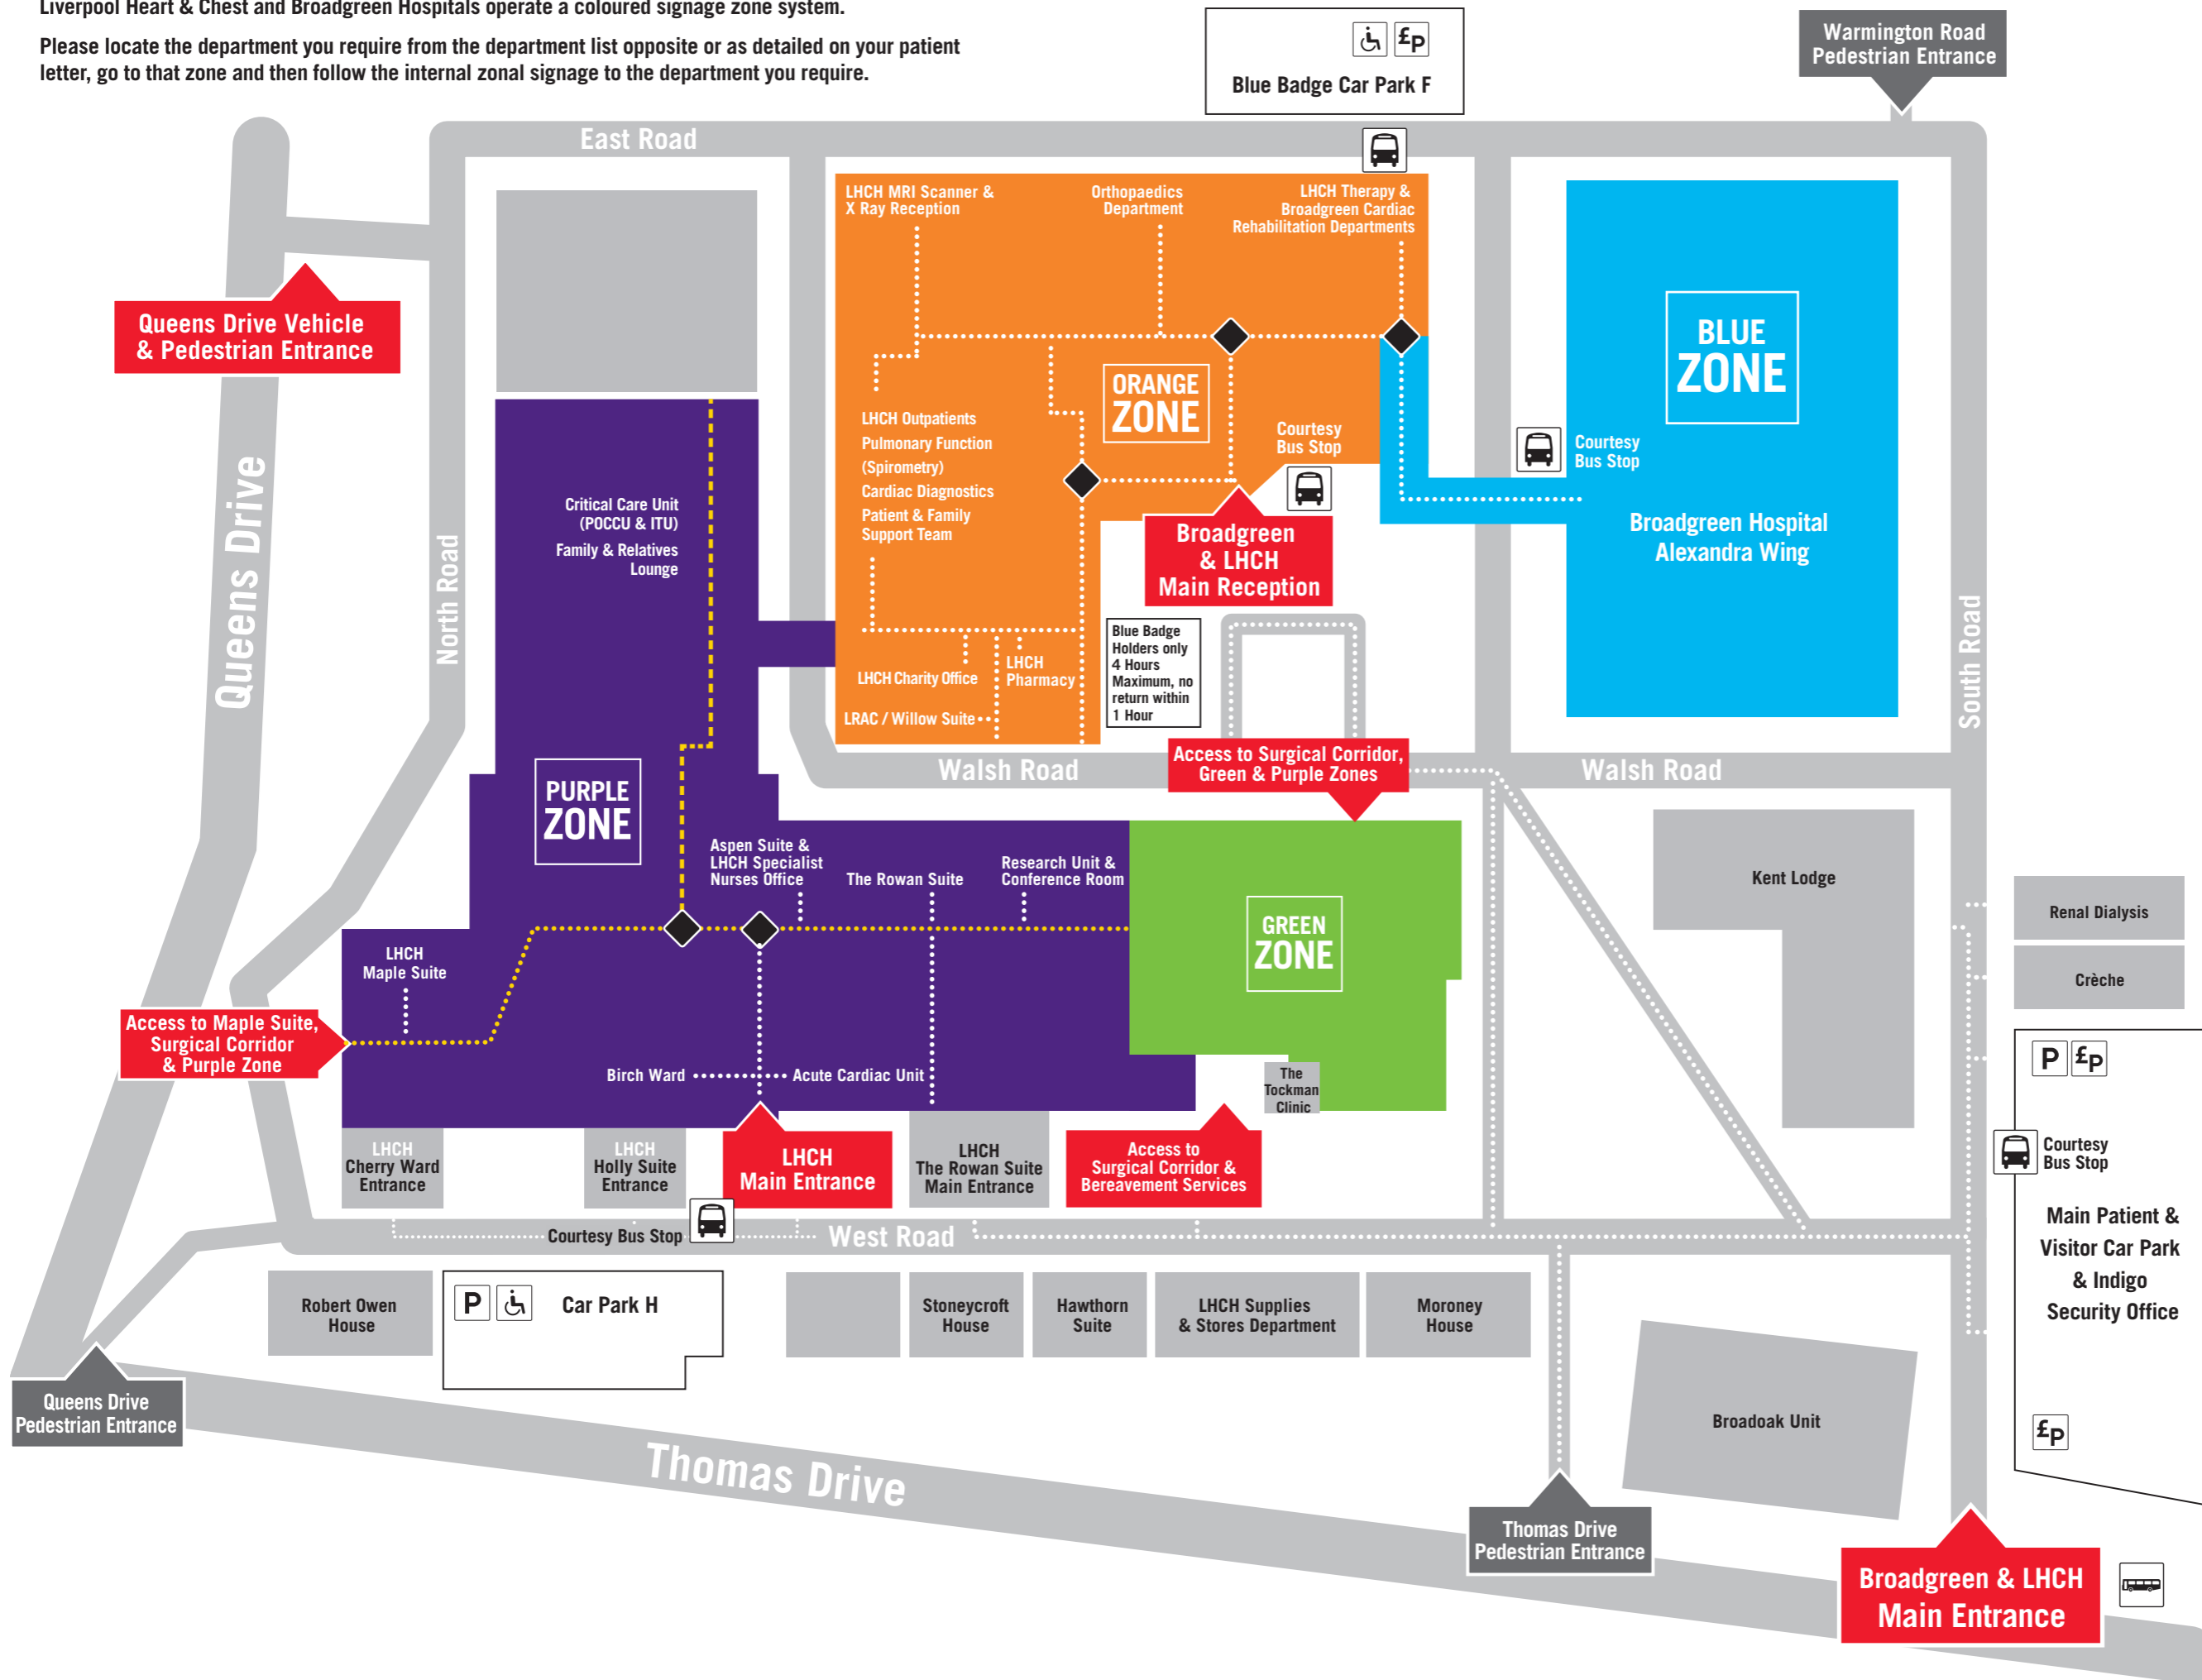 Liverpool Heart & Chest and Broadgreen Hospitals operate a coloured signage zone system.
Please locate the department you require from the department list opposite or as detailed on your patient
letter, go to that zone and then follow the internal zonal signage to the department you require.
£P
Blue Badge Car Park F
Warmington Road
Pedestrian Entrance
East Road
LHCH MRI Scanner &
X Ray Reception
Orthopaedics
Department
LHCH Therapy &
Broadgreen Cardiac
Rehabilitation Departments
Queens Drive Vehicle
& Pedestrian Entrance
BLUE
ZONE
ORANGE
ZONE
LHCH Outpatients
Pulmonary Function
(Spirometry)
Cardiac Diagnostics
Patient & Family
Support Team
Courtesy
Bus Stop
Courtesy
Bus Stop
Queens Drive
North Road
Critical Care Unit
(POCCU & ITU)
Family & Relatives
Lounge
Broadgreen
& LHCH
Main Reception
Broadgreen Hospital
Alexandra Wing
South Road
Blue Badge
Holders only
4 Hours
Maximum, no
return within
1 Hour
LHCH Charity Office
LHCH
Pharmacy
LRAC / Willow Suite
Walsh Road
Access to Surgical Corridor,
Green & Purple Zones
Walsh Road
PURPLE
ZONE
Aspen Suite &
LHCH Specialist
Nurses Office
The Rowan Suite
Research Unit &
Conference Room
GREEN
ZONE
Kent Lodge
Renal Dialysis
Crèche
LHCH
Maple Suite
Access to Maple Suite,
Surgical Corridor
& Purple Zone
Birch Ward
Acute Cardiac Unit
The
Tockman
Clinic
P
£P
LHCH
Cherry Ward
Entrance
LHCH
Holly Suite
Entrance
LHCH
Main Entrance
LHCH
The Rowan Suite
Main Entrance
Access to
Surgical Corridor &
Bereavement Services
Courtesy
Bus Stop
Main Patient &
Visitor Car Park
& Indigo
Security Office
£P
Courtesy Bus Stop
West Road
Robert Owen
House
P
Car Park H
Stoneycroft
House
Hawthorn
Suite
LHCH Supplies
& Stores Department
Moroney
House
Queens Drive
Pedestrian Entrance
Broadoak Unit
Thomas Drive
Thomas Drive
Pedestrian Entrance
Broadgreen & LHCH
Main Entrance